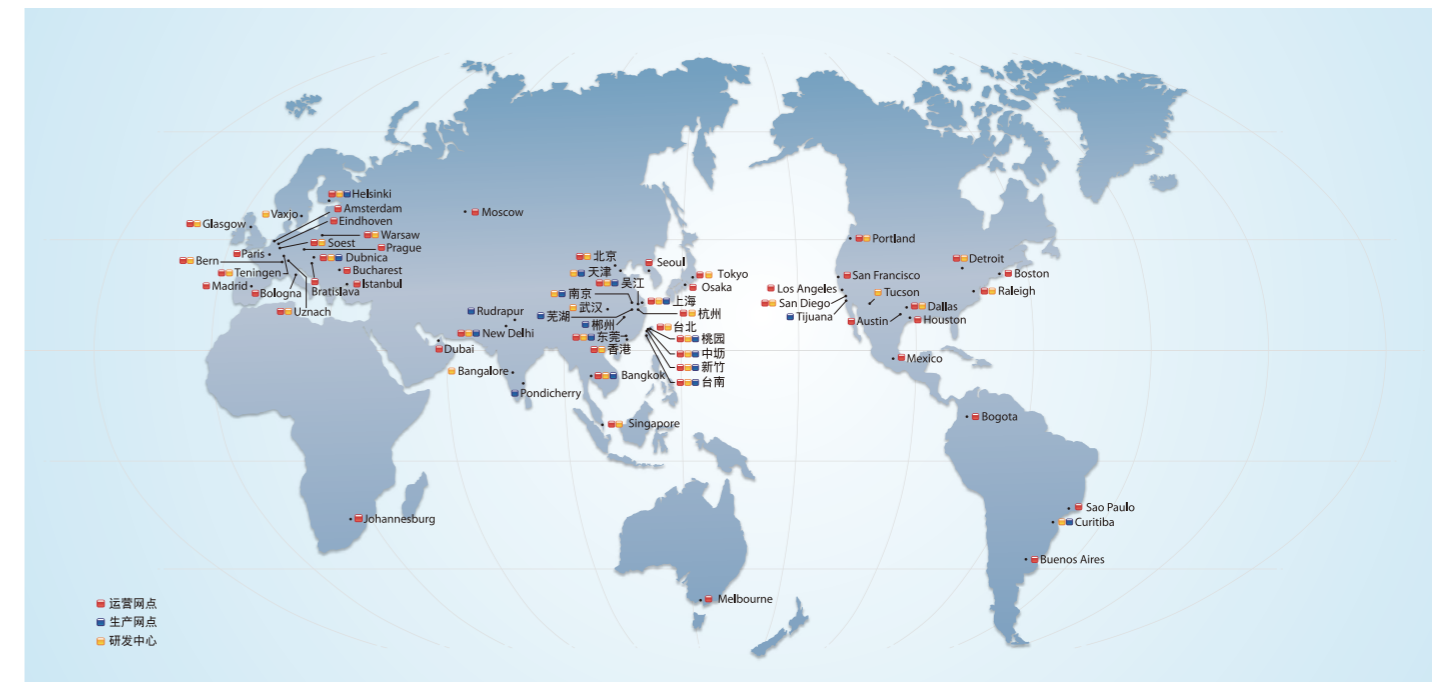 Helsinki
Amsterdam
Vaxjo
Eindhoven
Glasgow
Warsaw
Soest
Prague
Paris
Dubnica
Bern
Bucharest
Teningen
Istanbul
Madrid
Bologna
Bratislava
Uznach
Moscow
北京
Seoul
天津
Tokyo
吴江
Osaka
南京
上海
武汉
杭州
Rudrapur
芜湖
郴州
台北
New Delhi
东莞
桃园
香港
中坜
Dubai
新竹
Bangalore
Bangkok
台南
Pondicherry
Singapore
Johannesburg
Melbourne
Portland
Detroit
San Francisco
Boston
Los Angeles
Tucson
Raleigh
San Diego
Dallas
Tijuana
Austin
Houston
Mexico
Bogota
Sao Paulo
Curitiba
Buenos Aires
运营网点
生产网点
研发中心